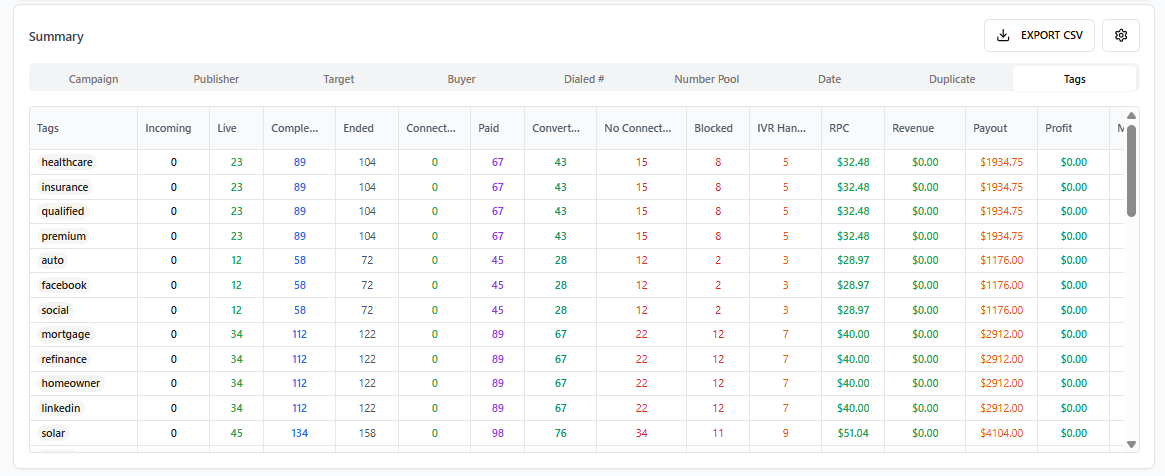 Summary
EXPORT CSV
Campaign Publisher Target Buyer Dialed # Number Pool Date Duplicate Tags
Tags Incoming Live Comple... Ended Connect... Paid Convert... No Connect... Blocked IVR Han... RPC Revenue Payout Profit
healthcare 0 23 89 104 0 67 43 15 8 5 $32.48 $0.00 $1934.75 $0.00
insurance 0 23 89 104 0 67 43 15 8 5 $32.48 $0.00 $1934.75 $0.00
qualified 0 23 89 104 0 67 43 15 8 5 $32.48 $0.00 $1934.75 $0.00
premium 0 23 89 104 0 67 43 15 8 5 $32.48 $0.00 $1934.75 $0.00
auto 0 12 58 72 0 45 28 12 2 3 $28.97 $0.00 $1176.00 $0.00
facebook 0 12 58 72 0 45 28 12 2 3 $28.97 $0.00 $1176.00 $0.00
social 0 12 58 72 0 45 28 12 2 3 $28.97 $0.00 $1176.00 $0.00
mortgage 0 34 112 122 0 89 67 22 12 7 $40.00 $0.00 $2912.00 $0.00
refinance 0 34 112 122 0 89 67 22 12 7 $40.00 $0.00 $2912.00 $0.00
homeowner 0 34 112 122 0 89 67 22 12 7 $40.00 $0.00 $2912.00 $0.00
linkedin 0 34 112 122 0 89 67 22 12 7 $40.00 $0.00 $2912.00 $0.00
solar 0 45 134 158 0 98 76 34 11 9 $51.04 $0.00 $4104.00 $0.00